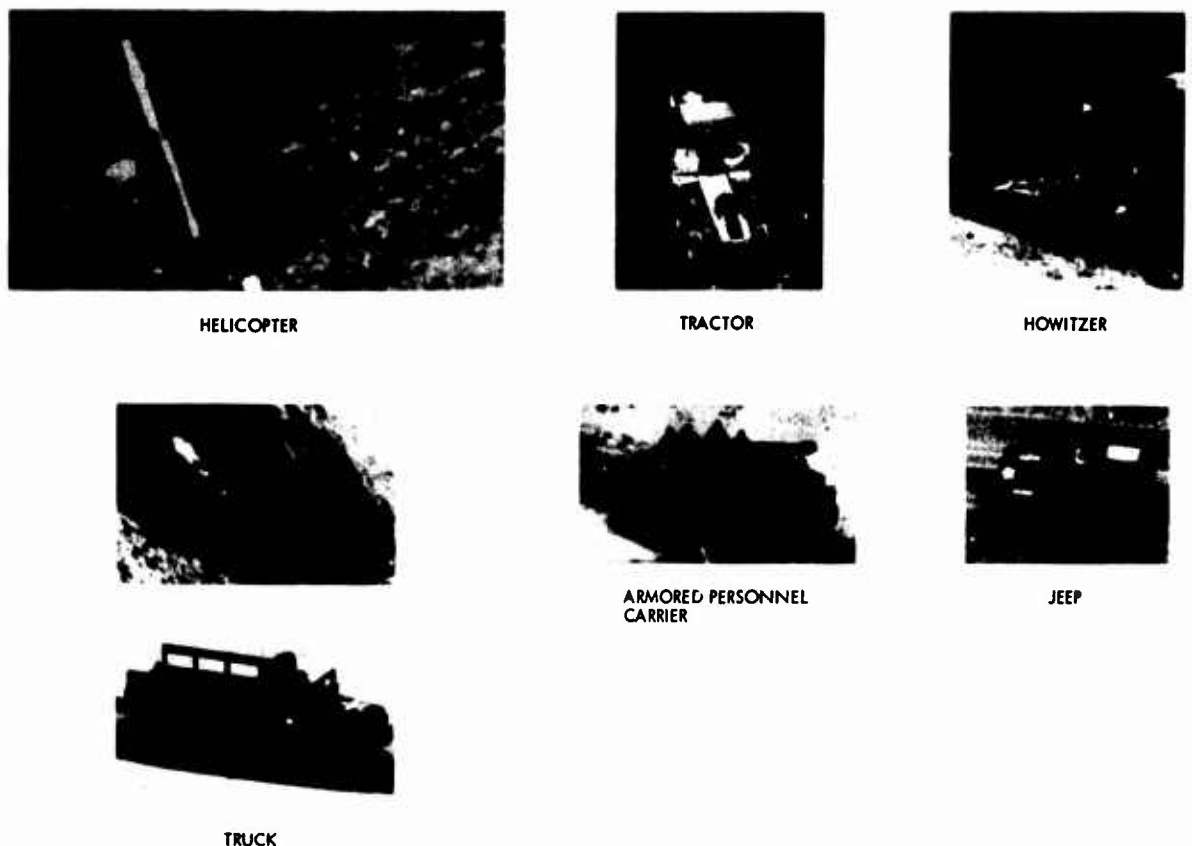 HELICOPTER
TRACTOR
HOWITZER
ARMORED PERSONNEL
CARRIER
JEEP
TRUCK